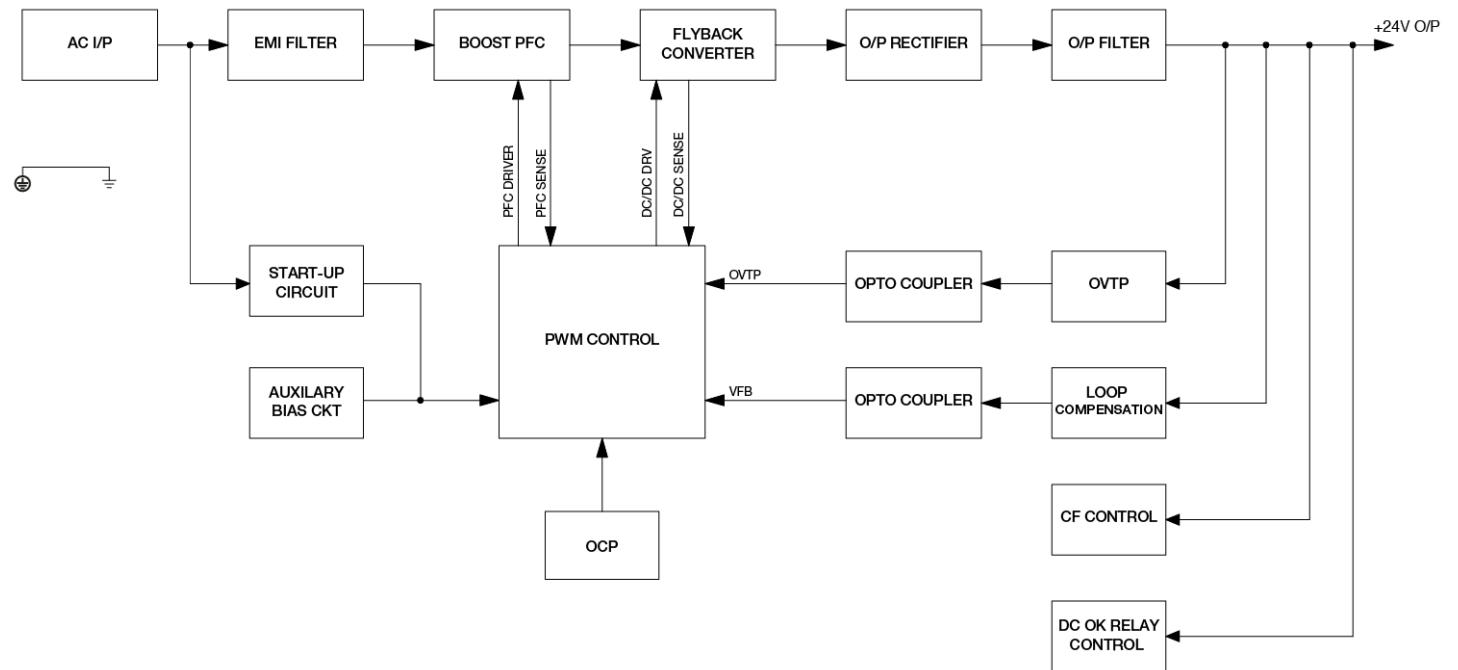 AC I/P
EMI FILTER
BOOST PFC
FLYBACK
CONVERTER
O/P RECTIFIER
O/P FILTER
+24V O/P
PFC DRIVER
PFC SENSE
DC/DC DRV
DC/DC SENSE
START-UP
CIRCUIT
PWM CONTROL
OVTP
OPTO COUPLER
OVTP
AUXILARY
BIAS CKT
VFB
OPTO COUPLER
LOOP
COMPENSATION
OCP
CF CONTROL
DC OK RELAY
CONTROL